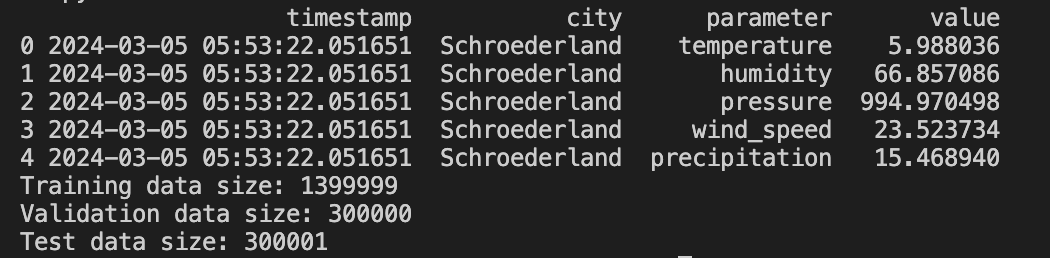 timestamp city parameter value
0 2024-03-05 05:53:22.051651 Schroederland temperature 5.988036
1 2024-03-05 05:53:22.051651 Schroederland humidity 66.857086
2 2024-03-05 05:53:22.051651 Schroederland pressure 994.970498
3 2024-03-05 05:53:22.051651 Schroederland wind_speed 23.523734
4 2024-03-05 05:53:22.051651 Schroederland precipitation 15.468940
Training data size: 1399999
Validation data size: 300000
Test data size: 300001